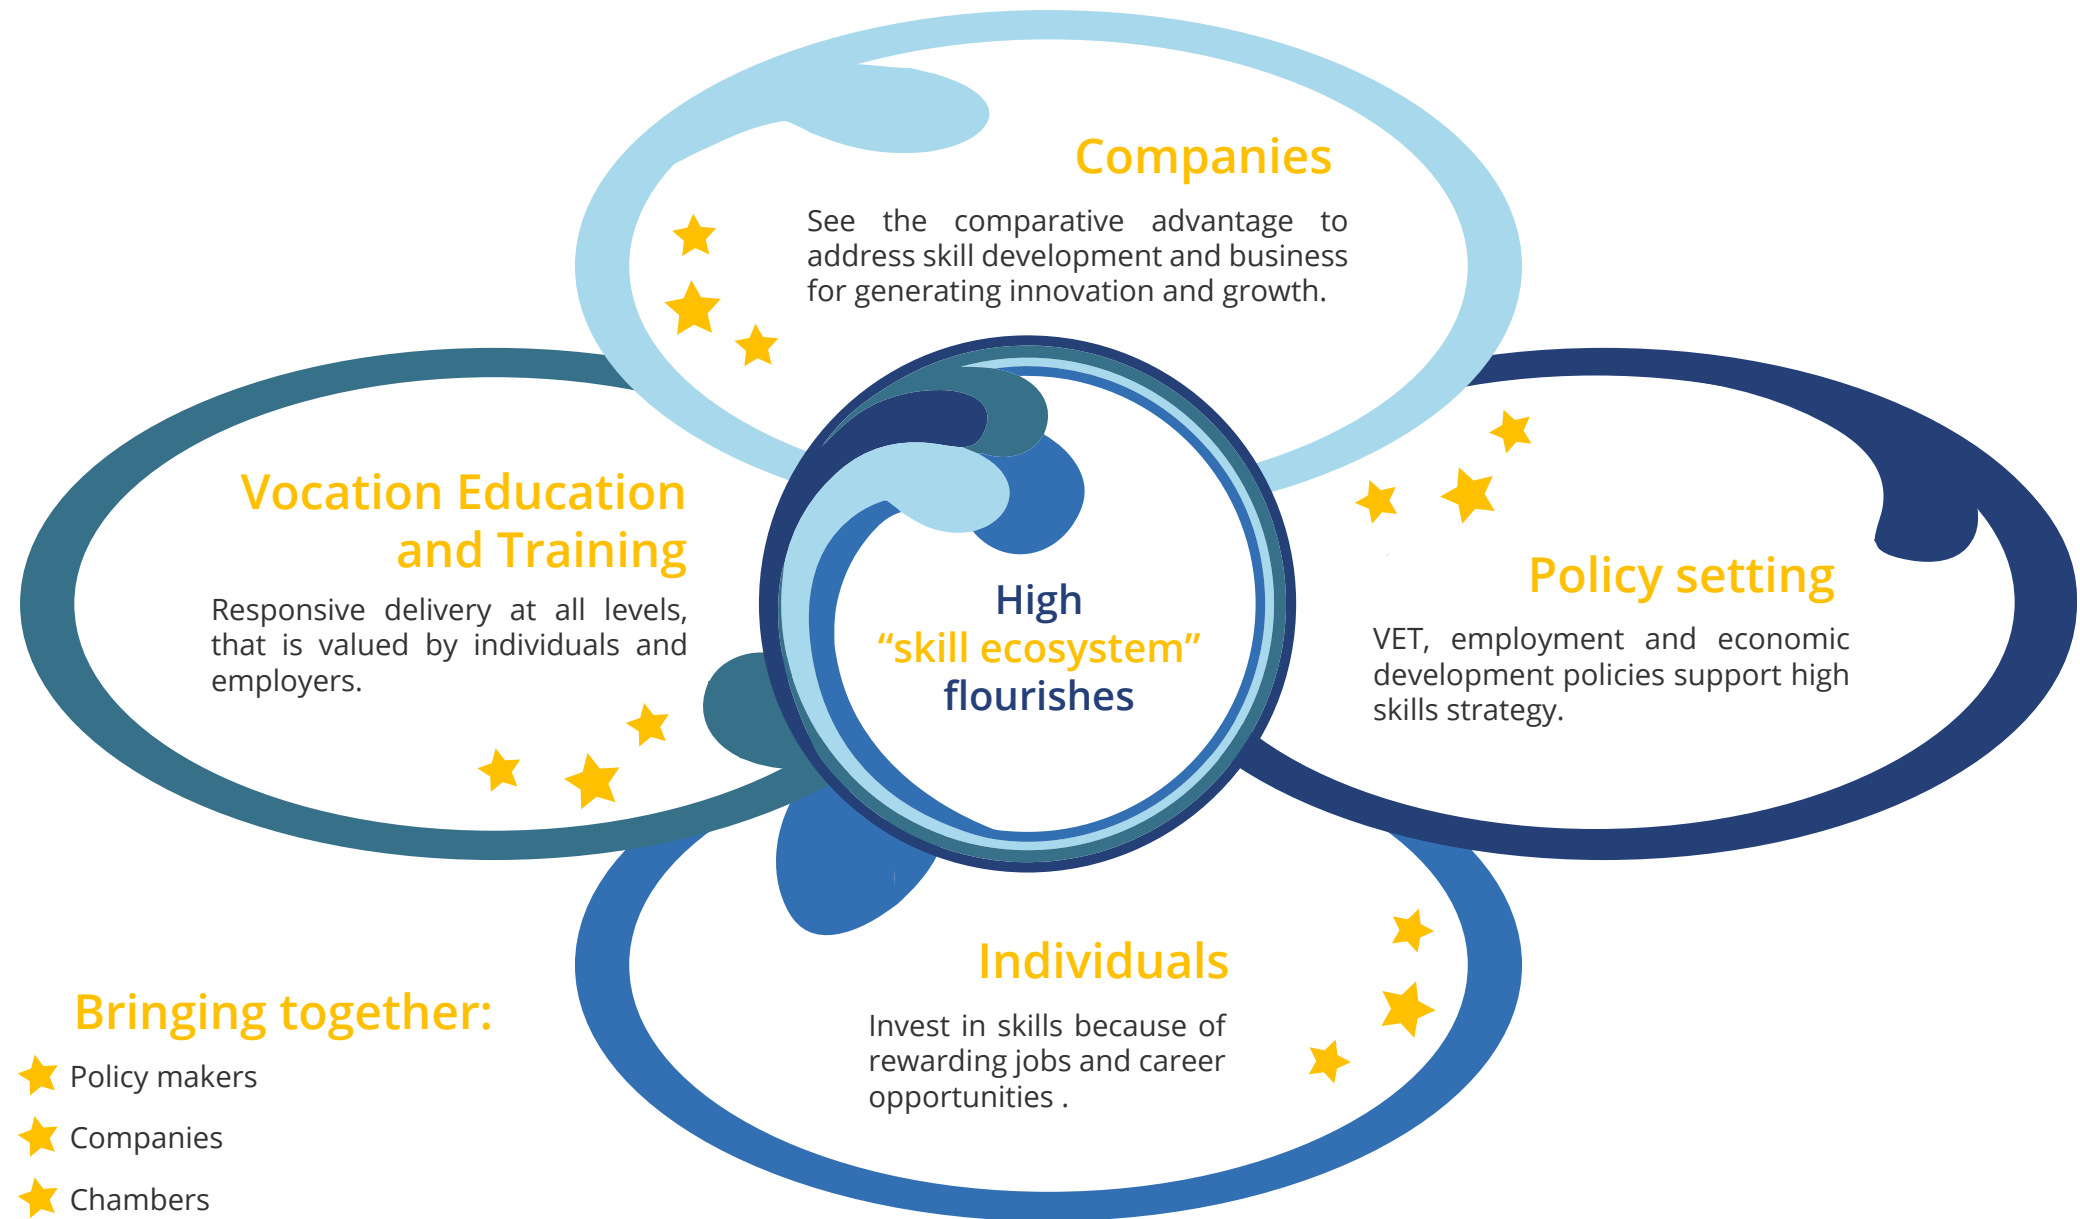 Companies
See the comparative advantage to
address skill development and business
for generating innovation and growth.
Vocation Education
and Training
Responsive delivery at all levels,
that is valued by individuals and
employers.
High
“skill ecosystem”
flourishes
Policy setting
VET, employment and economic
development policies support high
skills strategy.
Individuals
Invest in skills because of
rewarding jobs and career
opportunities .
Bringing together:
Policy makers
Companies
Chambers